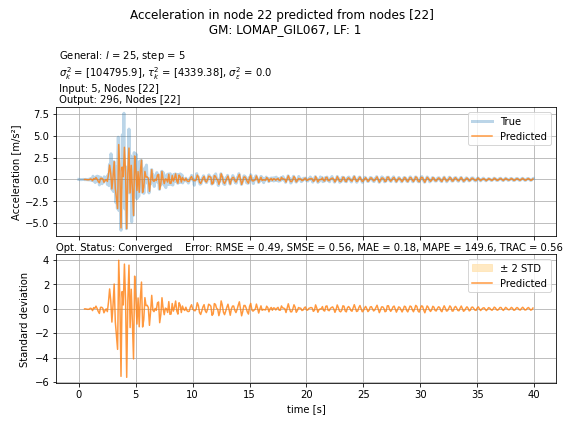 Acceleration in node 22 predicted from nodes [22]
GM: LOMAP_GIL067, LF: 1
General: l = 25, step = 5
σ²ₖ = [104795.9], τ²ₖ = [4339.38], σ²ε = 0.0
Input: 5, Nodes [22]
Output: 296, Nodes [22]
7.5
5.0
2.5
0.0
−2.5
−5.0
Acceleration [m/s²]
True
Predicted
Opt. Status: Converged Error: RMSE = 0.49, SMSE = 0.56, MAE = 0.18, MAPE = 149.6, TRAC = 0.56
4
2
0
−2
−4
−6
Standard deviation
± 2 STD
Predicted
0 5 10 15 20 25 30 35 40
time [s]